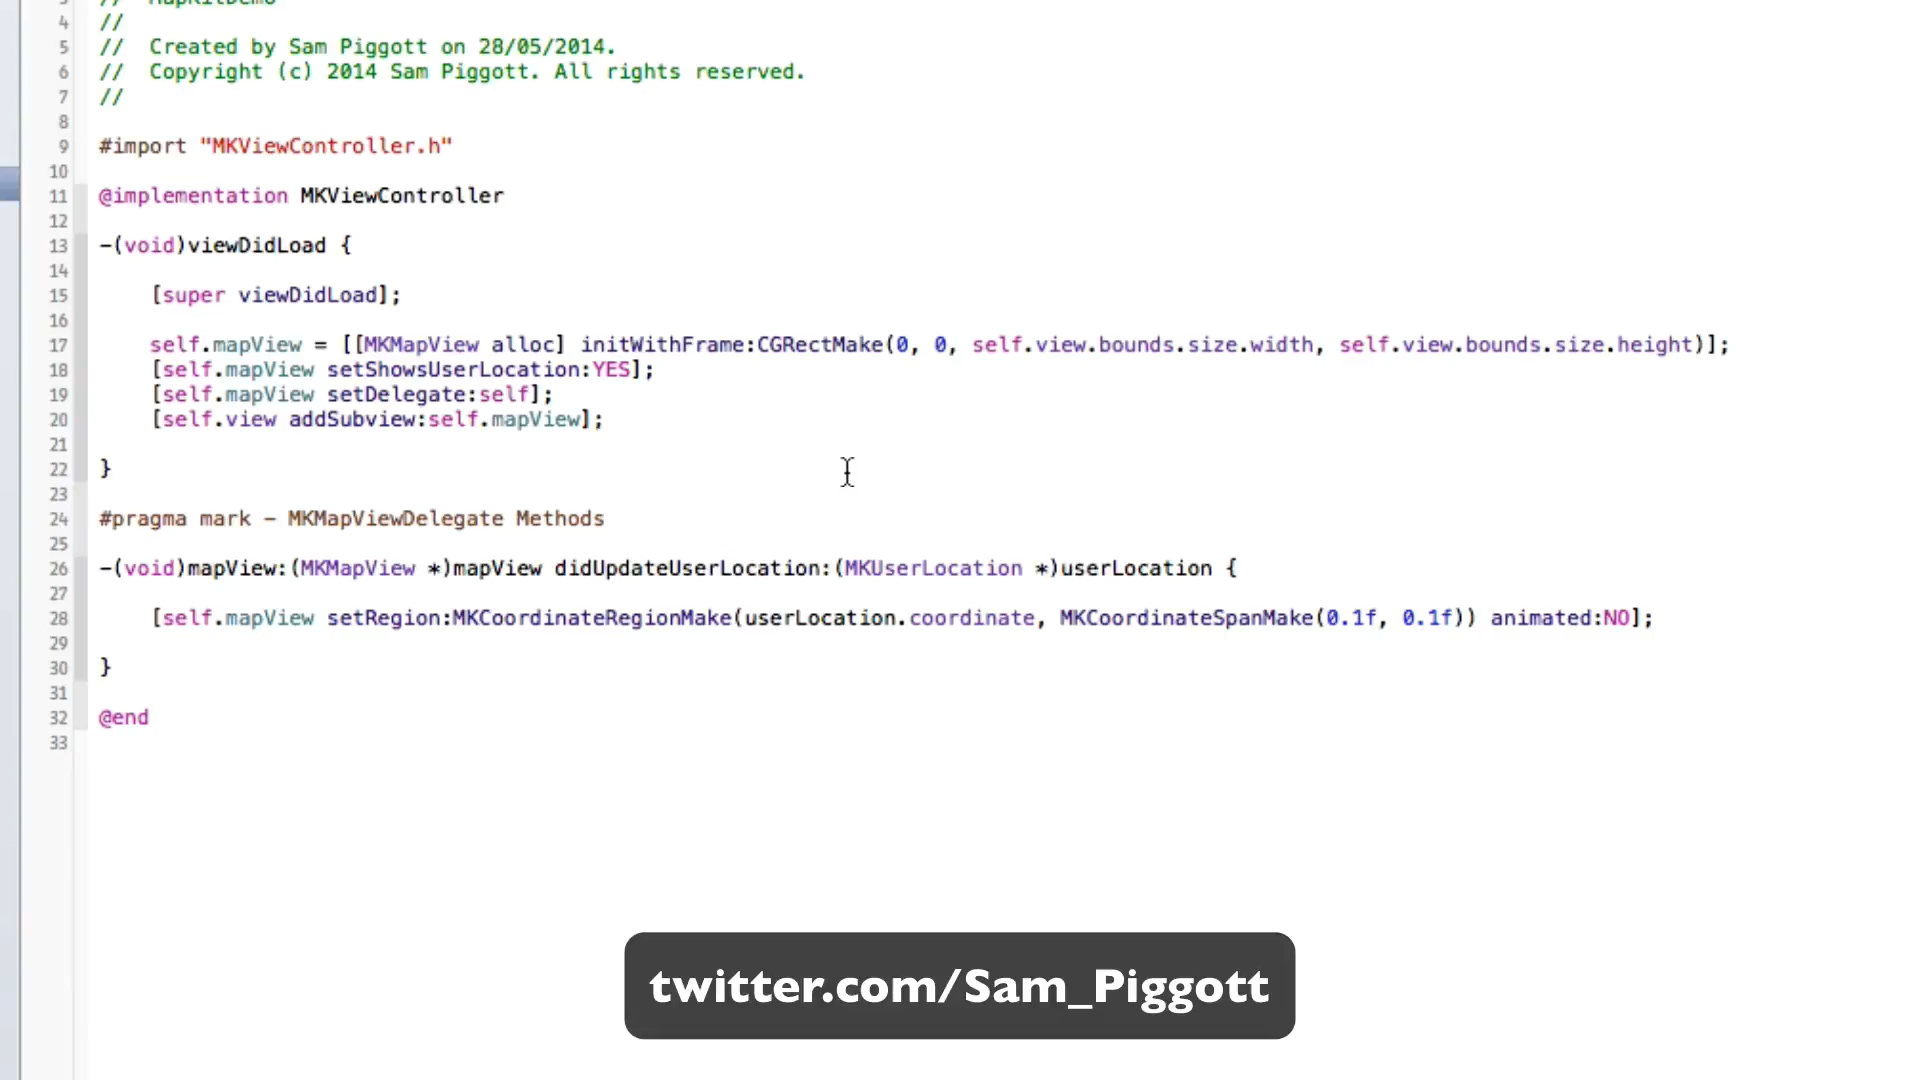 3 // MapKitDemo
4 //
5 // Created by Sam Piggott on 28/05/2014.
6 // Copyright (c) 2014 Sam Piggott. All rights reserved.
7 //
8
9 #import "MKViewController.h"
10
11 @implementation MKViewController
12
13 -(void)viewDidLoad {
14
15 [super viewDidLoad];
16
17 self.mapView = [[MKMapView alloc] initWithFrame:CGRectMake(0, 0, self.view.bounds.size.width, self.view.bounds.size.height)];
18 [self.mapView setShowsUserLocation:YES];
19 [self.mapView setDelegate:self];
20 [self.view addSubview:self.mapView];
21
22 }
23
24 #pragma mark - MKMapViewDelegate Methods
25
26 -(void)mapView:(MKMapView *)mapView didUpdateUserLocation:(MKUserLocation *)userLocation {
27
28 [self.mapView setRegion:MKCoordinateRegionMake(userLocation.coordinate, MKCoordinateSpanMake(0.1f, 0.1f)) animated:NO];
29
30 }
31
32 @end
33
twitter.com/Sam_Piggott